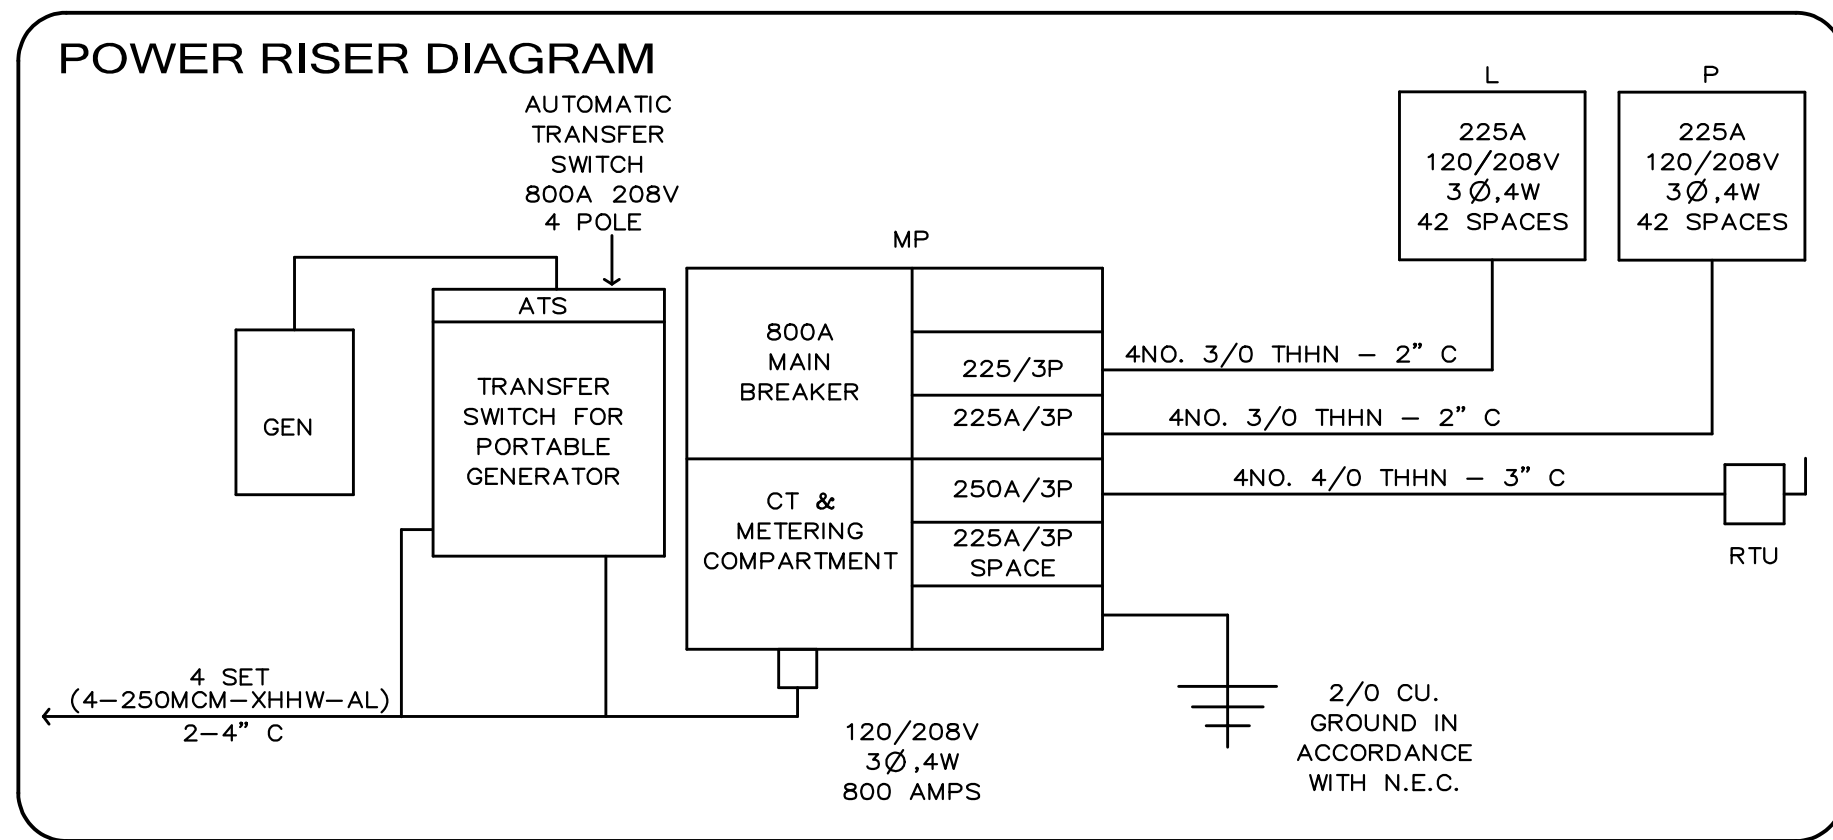 POWER RISER DIAGRAM
AUTOMATIC
TRANSFER
SWITCH
800A 208V
4 POLE
ATS
TRANSFER
SWITCH FOR
PORTABLE
GENERATOR
GEN
4 SET
(4-250MCM-XHHW-AL)
2-4" C
MP
800A
MAIN
BREAKER
CT &
METERING
COMPARTMENT
225/3P
225A/3P
250A/3P
225A/3P
SPACE
120/208V
3Ø,4W
800 AMPS
L
225A
120/208V
3Ø,4W
42 SPACES
P
225A
120/208V
3Ø,4W
42 SPACES
4NO. 3/0 THHN - 2" C
4NO. 3/0 THHN - 2" C
4NO. 4/0 THHN - 3" C
RTU
2/0 CU.
GROUND IN
ACCORDANCE
WITH N.E.C.